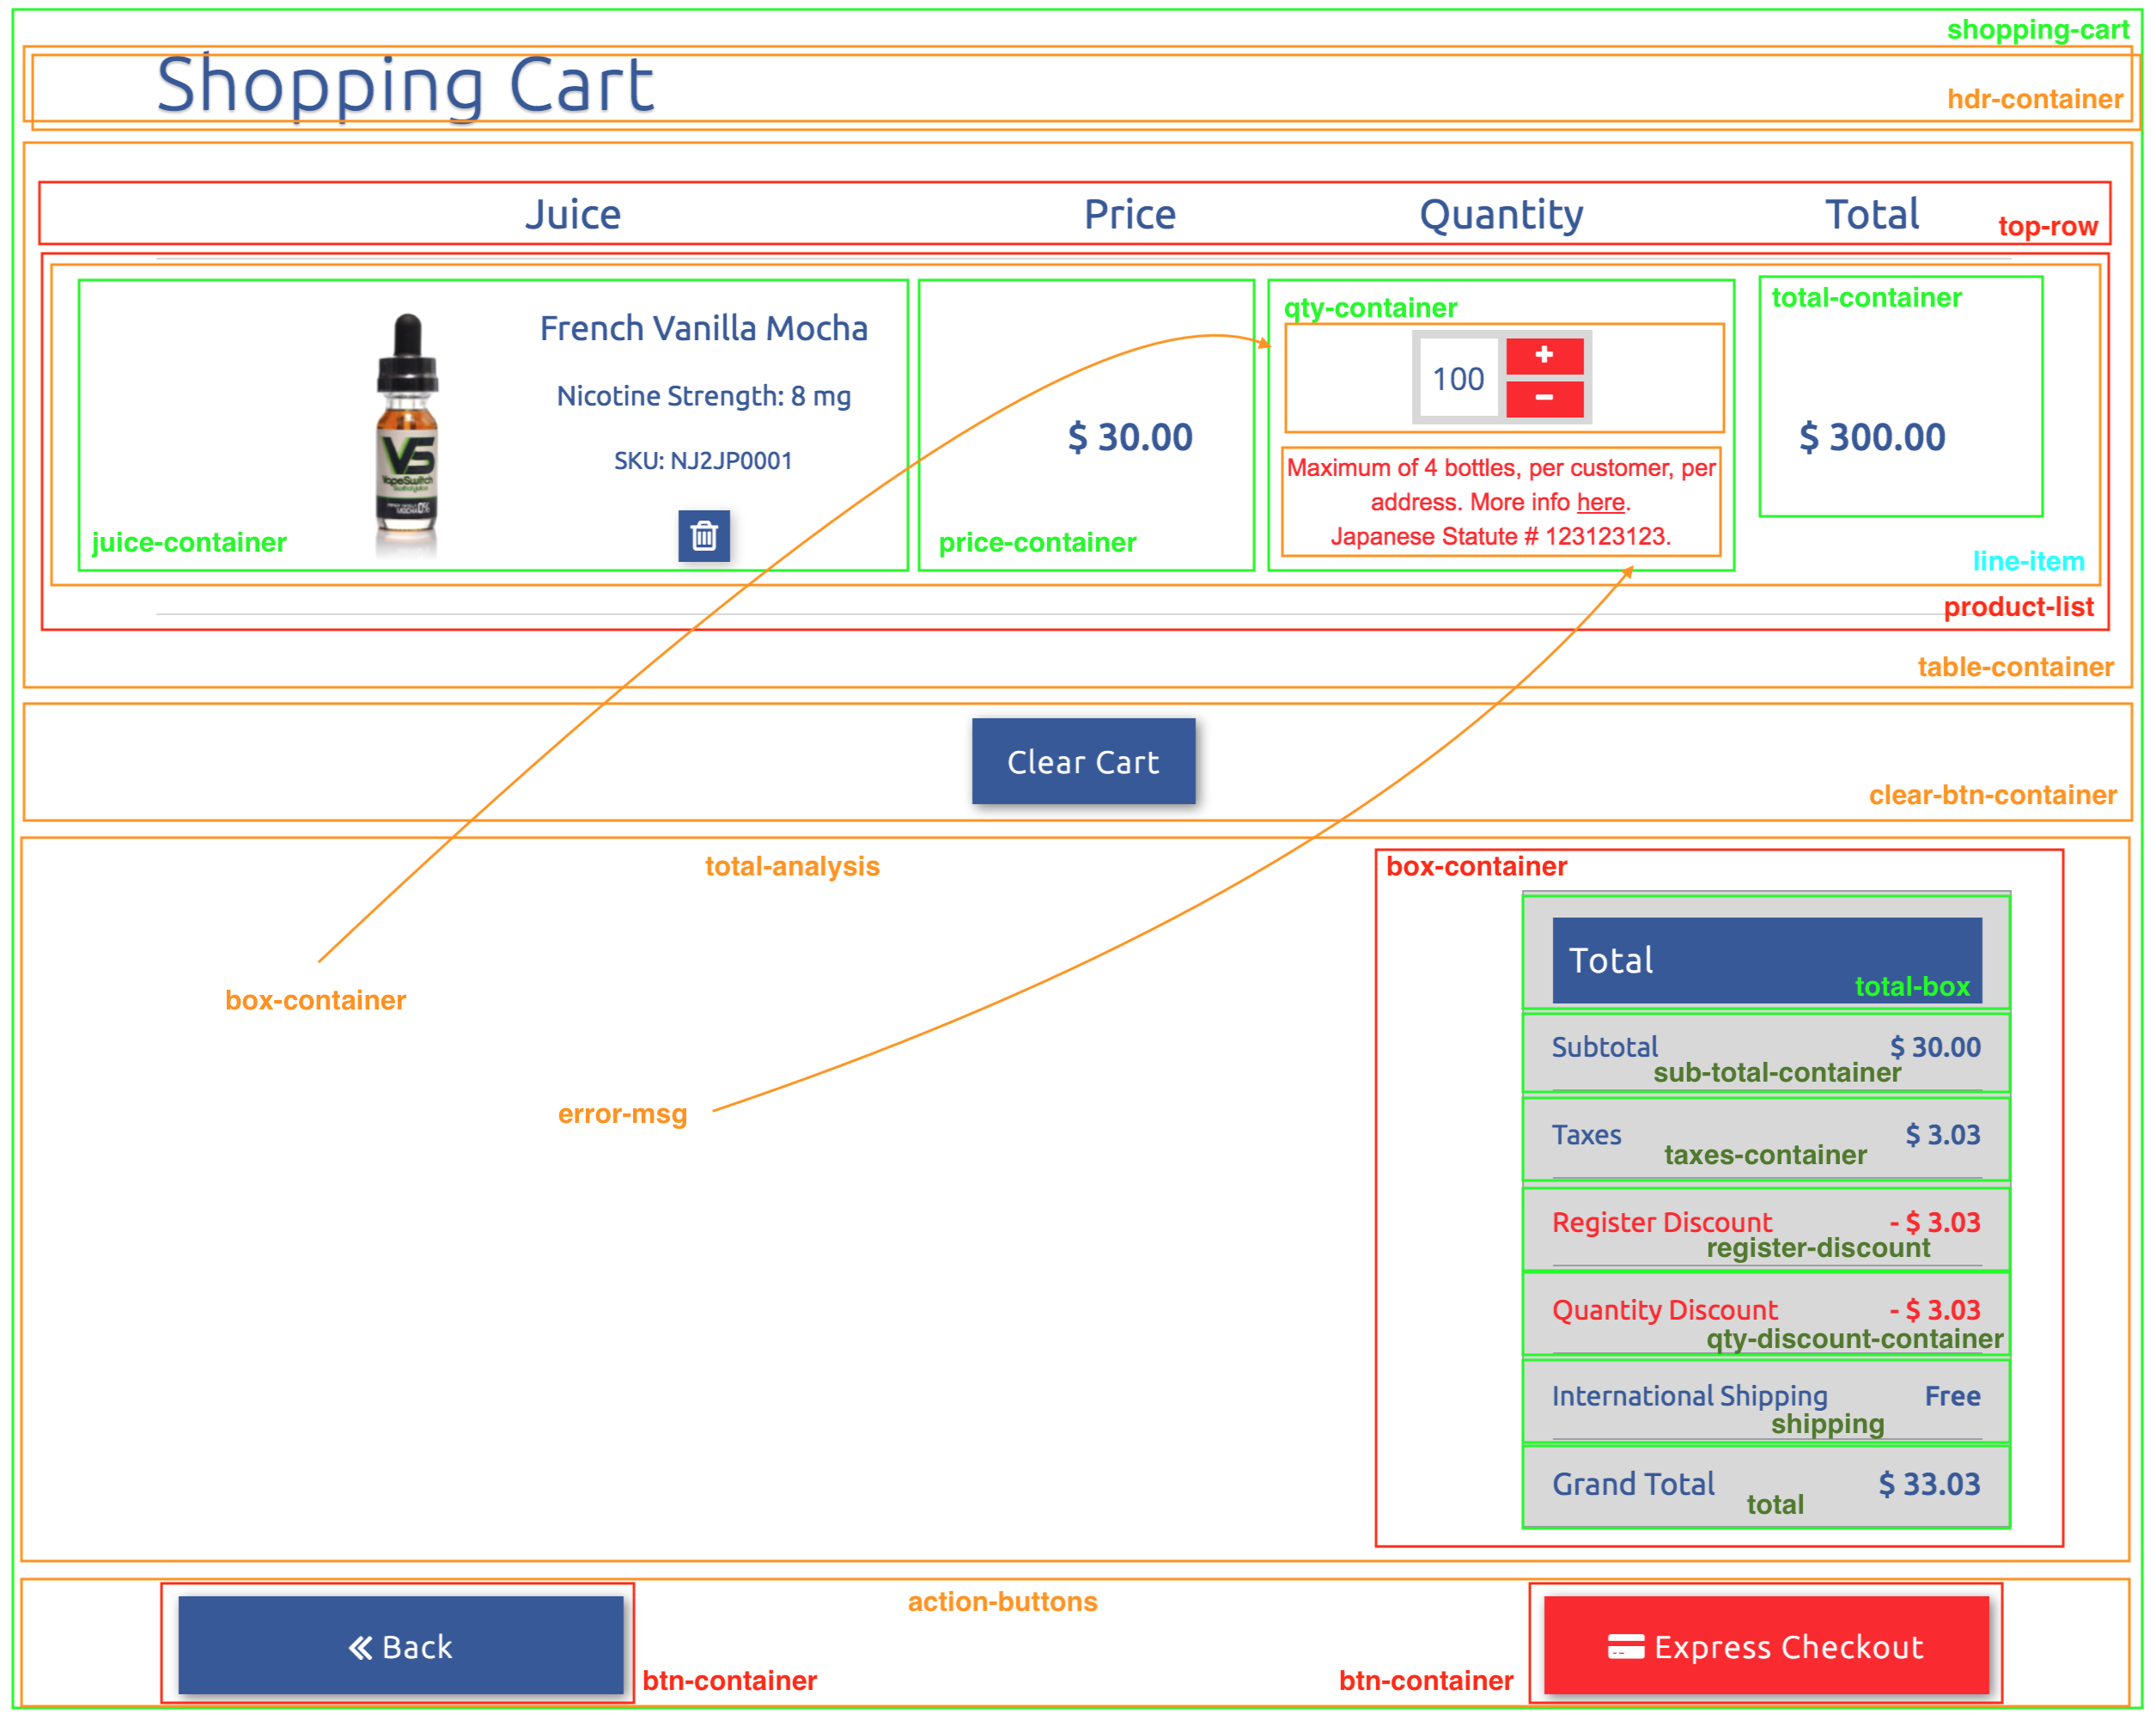 shopping-cart
Shopping Cart
hdr-container
Juice Price Quantity Total
top-row
French Vanilla Mocha
Nicotine Strength: 8 mg
SKU: NJ2JP0001
VS
VapeSwitch
juice-container
$ 30.00
price-container
qty-container
100
Maximum of 4 bottles, per customer, per
address. More info here.
Japanese Statute # 123123123.
total-container
$ 300.00
line-item
product-list
table-container
Clear Cart
clear-btn-container
total-analysis
box-container
error-msg
box-container
Total
total-box
Subtotal $ 30.00
sub-total-container
Taxes $ 3.03
taxes-container
Register Discount - $ 3.03
register-discount
Quantity Discount - $ 3.03
qty-discount-container
International Shipping Free
shipping
Grand Total $ 33.03
total
action-buttons
Back
btn-container
btn-container
Express Checkout